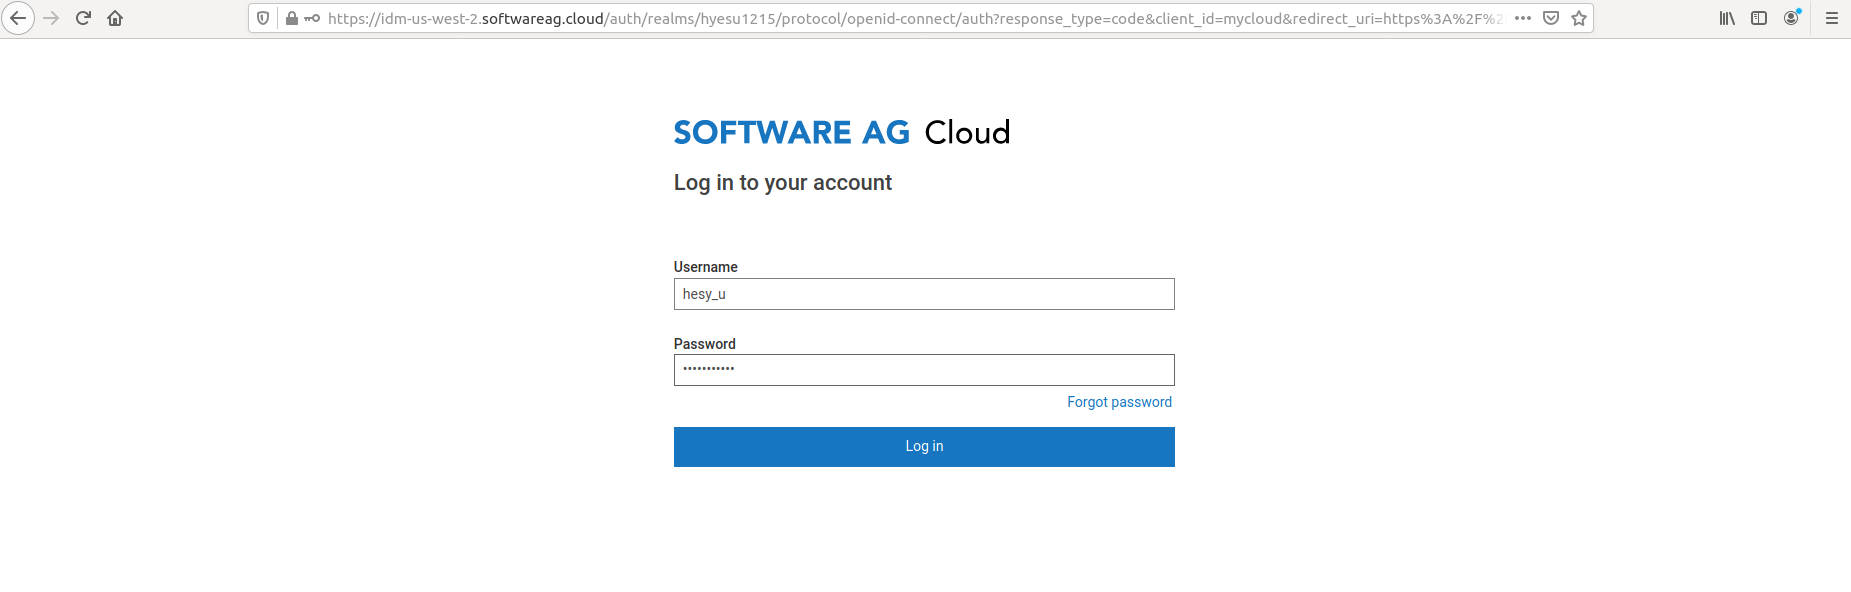 https://idm-us-west-2.softwareag.cloud/auth/realms/hyesu1215/protocol/openid-connect/auth?response_type=code&client_id=mycloud&redirect_uri=https%3A%2F%2
SOFTWARE AG Cloud
Log in to your account
Username
hesy_u
Password
•••••••••••
Forgot password
Log in